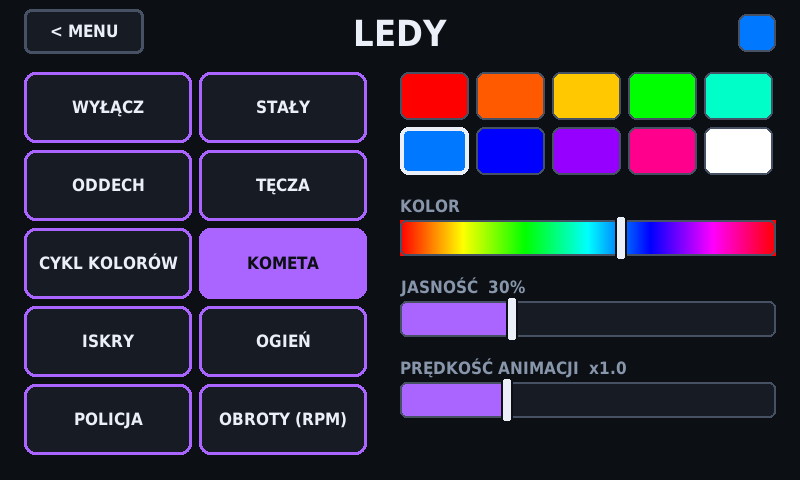 < MENU
LEDY
WYŁĄCZ
STAŁY
ODDECH
TĘCZA
CYKL KOLORÓW
KOMETA
ISKRY
OGIEŃ
POLICJA
OBROTY (RPM)
KOLOR
JASNOŚĆ 30%
PRĘDKOŚĆ ANIMACJI x1.0